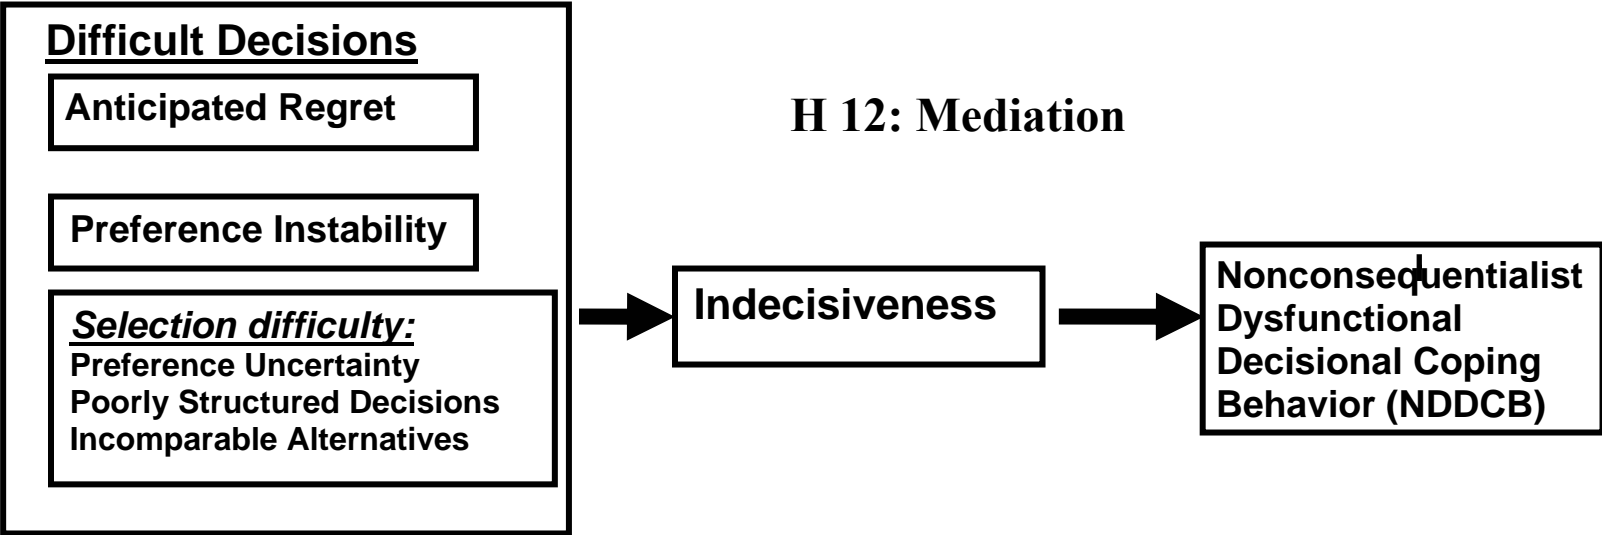 Difficult Decisions
Anticipated Regret
H 12: Mediation
Preference Instability
Selection difficulty:
Preference Uncertainty
Poorly Structured Decisions
Incomparable Alternatives
Indecisiveness
Nonconsequentialist
Dysfunctional
Decisional Coping
Behavior (NDDCB)